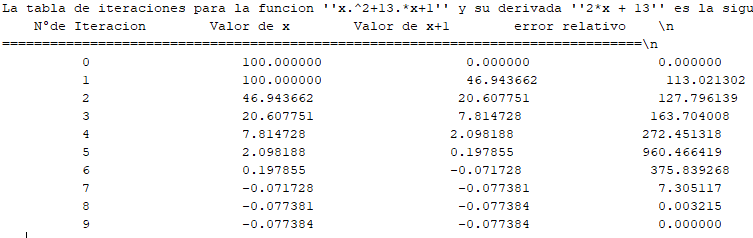 La tabla de iteraciones para la funcion ''x.^2+13.*x+1'' y su derivada ''2*x + 13'' es la sigu
N°de Iteracion Valor de x Valor de x+1 error relativo \n
================================================================================\n
0 100.000000 0.000000 0.000000
1 100.000000 46.943662 113.021302
2 46.943662 20.607751 127.796139
3 20.607751 7.814728 163.704008
4 7.814728 2.098188 272.451318
5 2.098188 0.197855 960.466419
6 0.197855 -0.071728 375.839268
7 -0.071728 -0.077381 7.305117
8 -0.077381 -0.077384 0.003215
9 -0.077384 -0.077384 0.000000